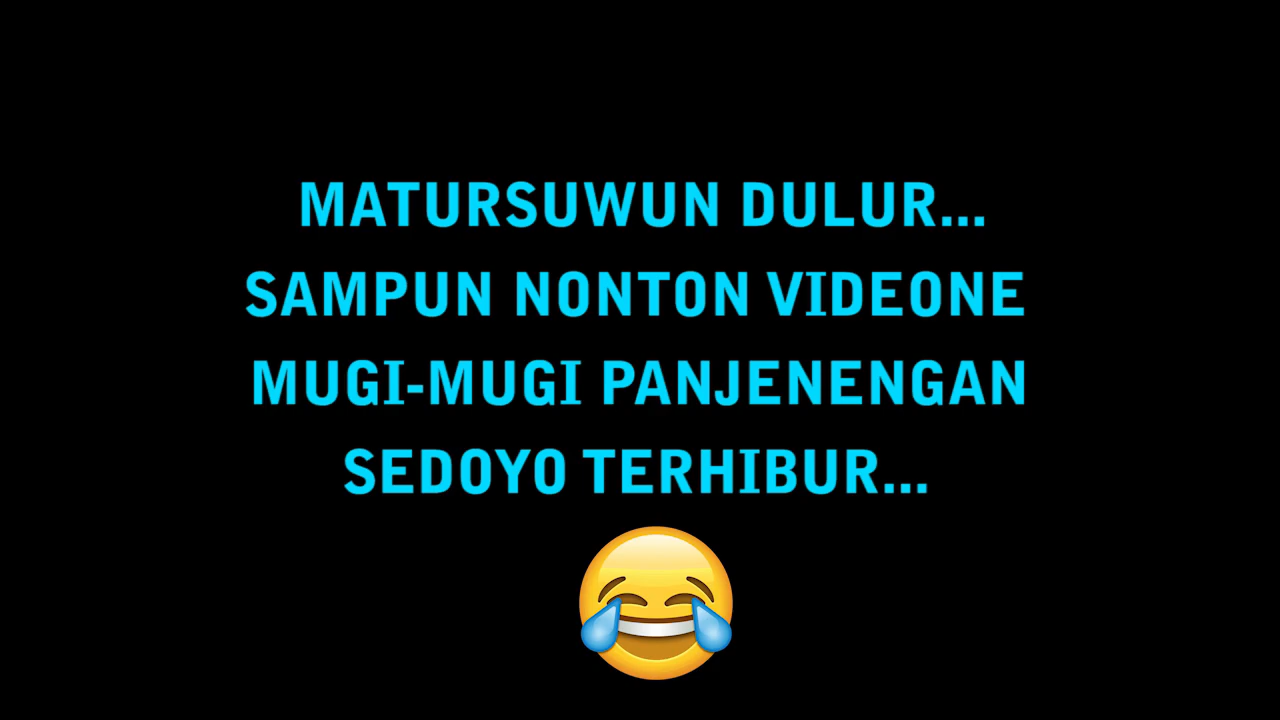 MATURSUWUN DULUR...
SAMPUN NONTON VIDEONE
MUGI-MUGI PANJENENGAN
SEDOYO TERHIBUR...